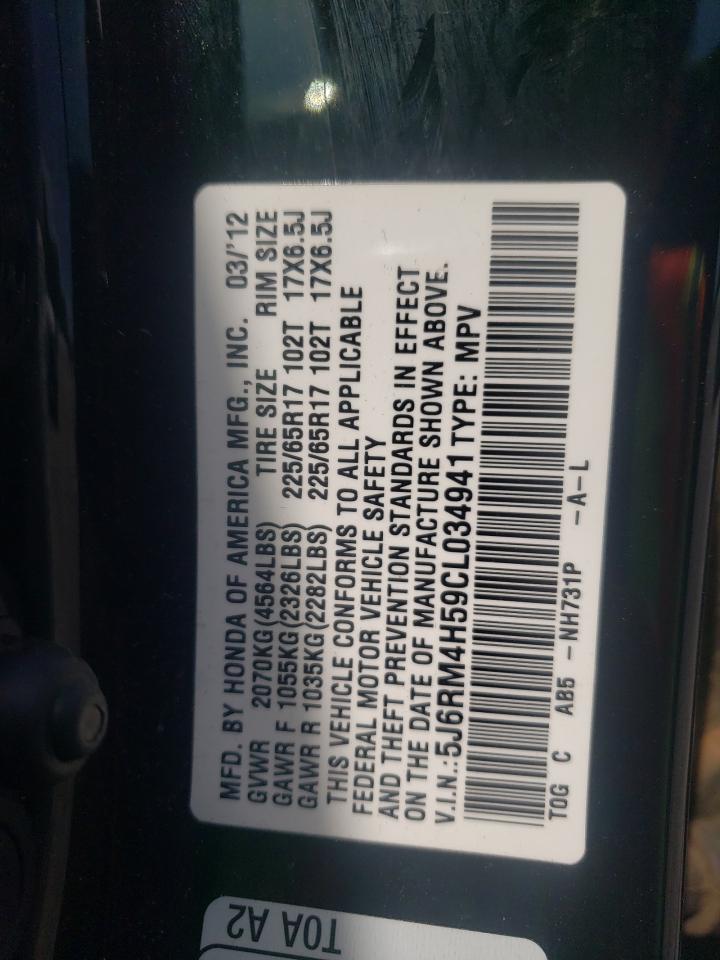 MFD. BY HONDA OF AMERICA MFG., INC. 03/'12
GVWR 2070KG(4564LBS) TIRE SIZE RIM SIZE
GAWR F 1055KG(2326LBS) 225/65R17 102T 17X6.5J
GAWR R 1035KG(2282LBS) 225/65R17 102T 17X6.5J
THIS VEHICLE CONFORMS TO ALL APPLICABLE
FEDERAL MOTOR VEHICLE SAFETY
AND THEFT PREVENTION STANDARDS IN EFFECT
ON THE DATE OF MANUFACTURE SHOWN ABOVE.
V.I.N.:5J6RM4H59CL034941 TYPE: MPV
TOG C AB5 -NH731P -A-L
TOA A2